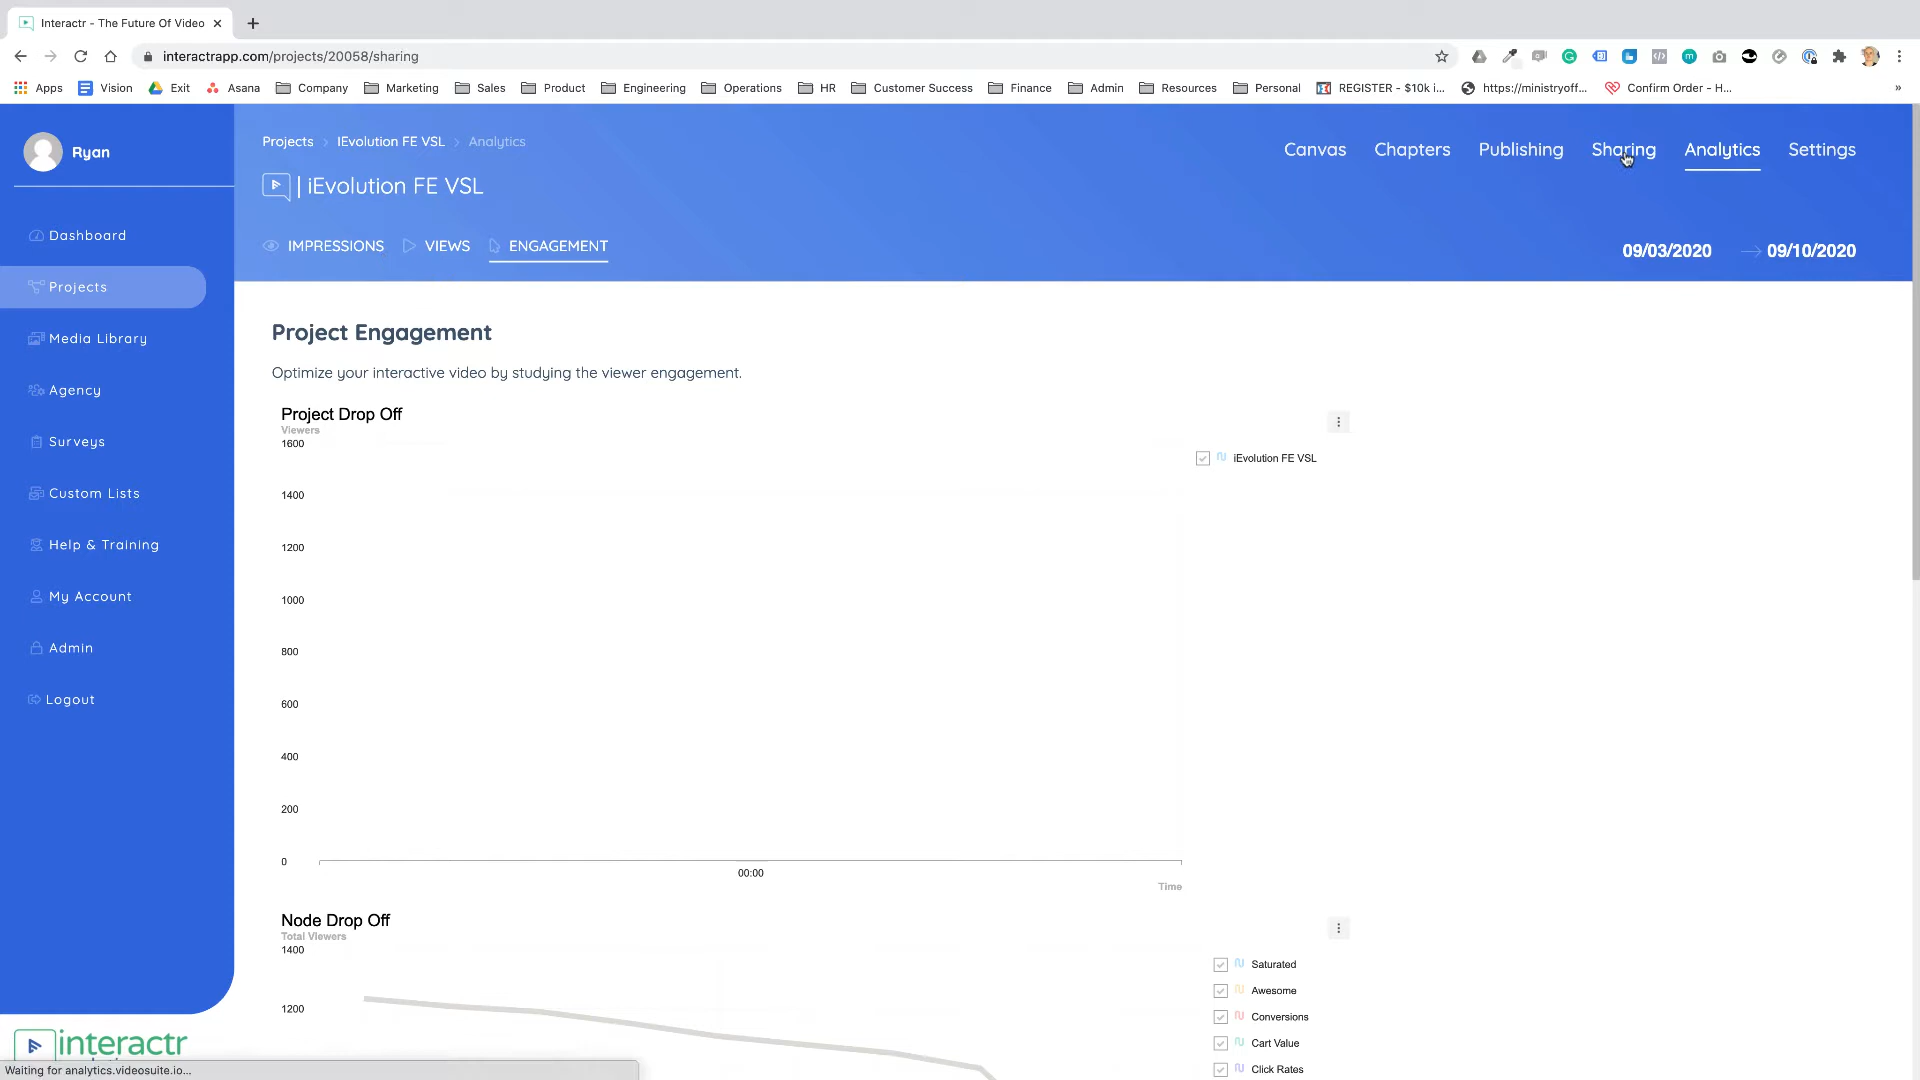 Interactr - The Future Of Video
interactrapp.com/projects/20058/sharing
Apps Vision Exit Asana Company Marketing Sales Product Engineering Operations HR Customer Success Finance Admin Resources Personal REGISTER - $10k i... https://ministryoff... Confirm Order - H... »
Ryan
Projects > IEvolution FE VSL > Analytics
Canvas Chapters Publishing Sharing Analytics Settings
| iEvolution FE VSL
IMPRESSIONS VIEWS ENGAGEMENT
09/03/2020 → 09/10/2020
Dashboard
Projects
Media Library
Agency
Surveys
Custom Lists
Help & Training
My Account
Admin
Logout
interactr
Project Engagement
Optimize your interactive video by studying the viewer engagement.
Project Drop Off
Viewers
1600
iEvolution FE VSL
1400
1200
1000
800
600
400
200
0
00:00
Time
Node Drop Off
Total Viewers
1400
Saturated
Awesome
1200
Conversions
Cart Value
Click Rates
Waiting for analytics.videosuite.io...